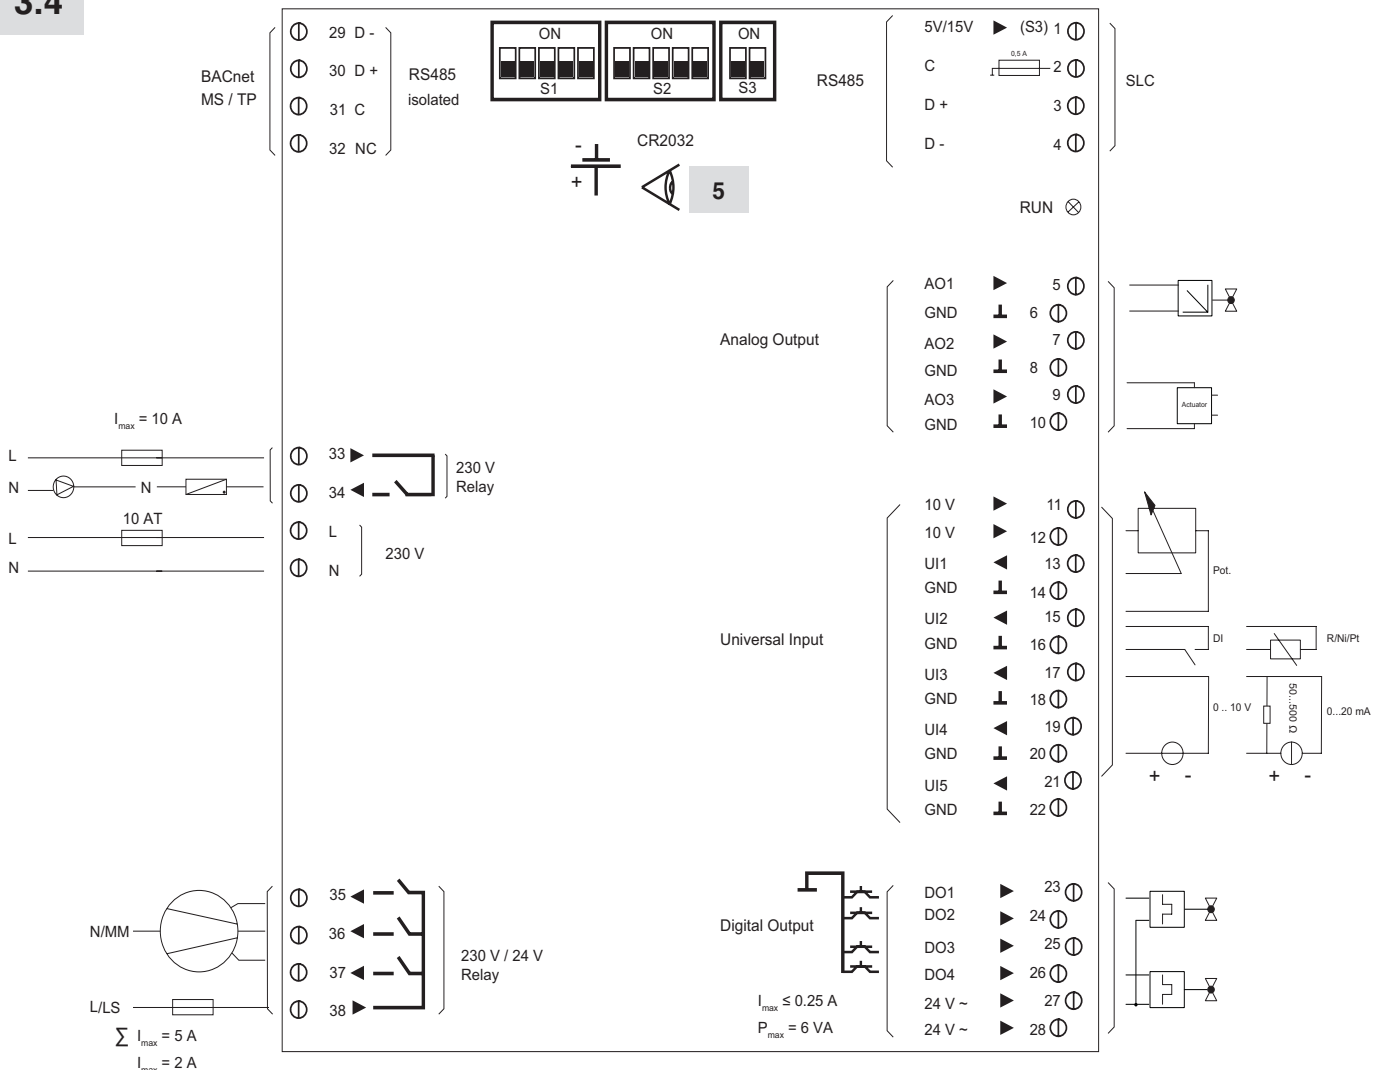 3.4
BACnet
MS / TP
29 D -
30 D +
31 C
32 NC
RS485
isolated
ON
S1
ON
S2
ON
S3
CR2032
-
+
5
RS485
5V/15V (S3) 1
C 0,5 A 2
D + 3
D - 4
SLC
RUN
Analog Output
AO1 5
GND 6
AO2 7
GND 8
AO3 9
GND 10
Actuator
Imax = 10 A
L
N N
33
34
230 V
Relay
10 AT
L
N
L
N
230 V
Universal Input
10 V 11
10 V 12
UI1 13
GND 14
UI2 15
GND 16
UI3 17
GND 18
UI4 19
GND 20
UI5 21
GND 22
Pot.
DI
R/Ni/Pt
0 .. 10 V
50...500 Ω
0...20 mA
+ -
+ -
N/MM
L/LS
∑ Imax = 5 A
Imax = 2 A
35
36
37
38
230 V / 24 V
Relay
Digital Output
Imax ≤ 0.25 A
Pmax = 6 VA
DO1 23
DO2 24
DO3 25
DO4 26
24 V ~ 27
24 V ~ 28